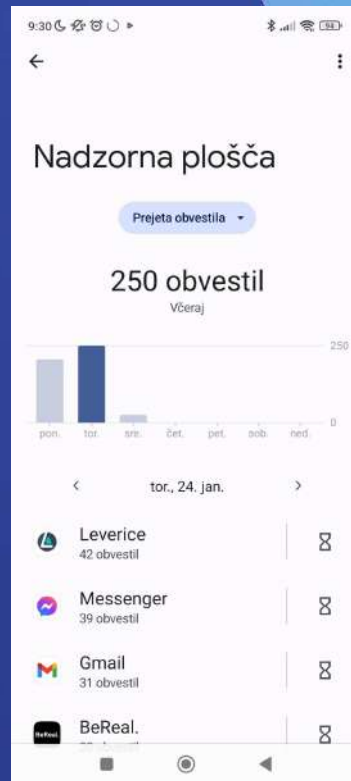 9:30
94
Nadzorna plošča
Prejeta obvestila
250 obvestil
Včeraj
250
0
pon. tor. sre. čet. pet. sob. ned.
tor., 24. jan.
Leverice
42 obvestil
Messenger
39 obvestil
Gmail
31 obvestil
BeReal.
BeReal.